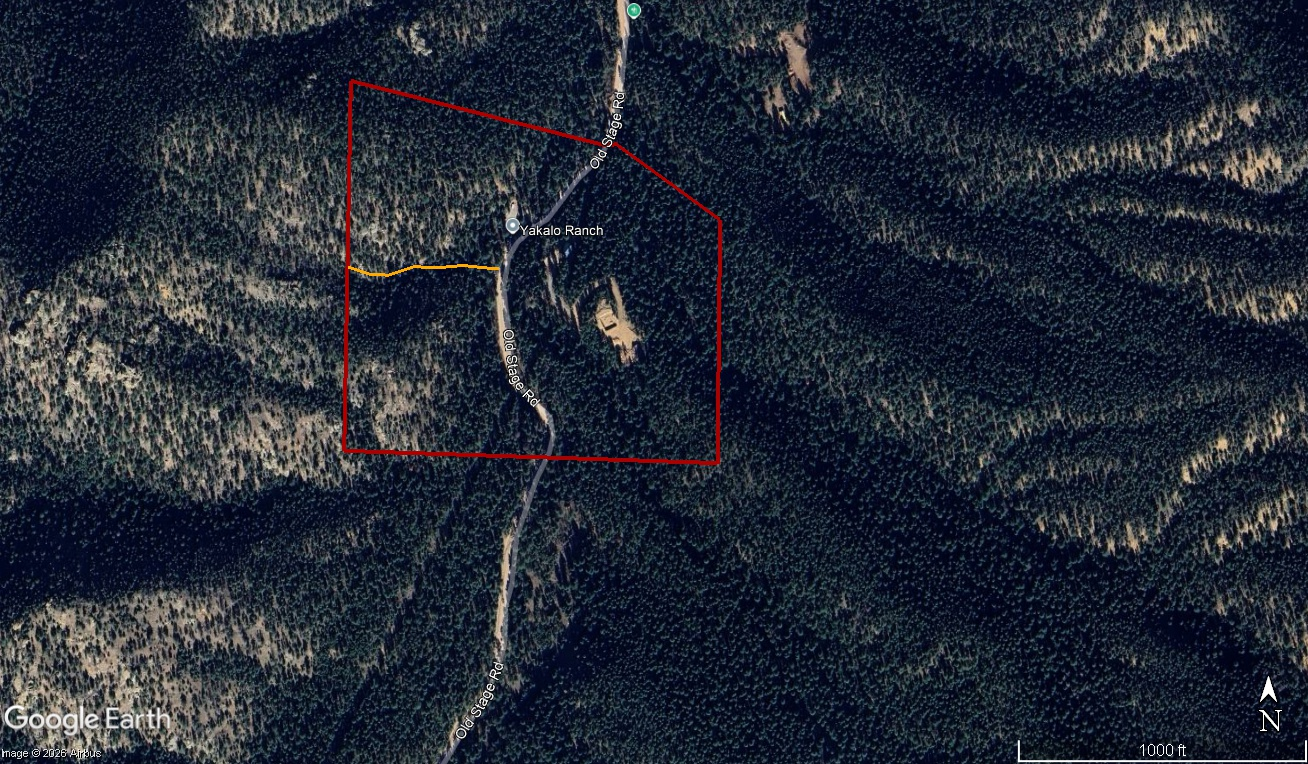 Old Stage Rd
Yakalo Ranch
Old Stage Rd
Old Stage Rd
Google Earth
Image © 2026 Airbus
N
1000 ft